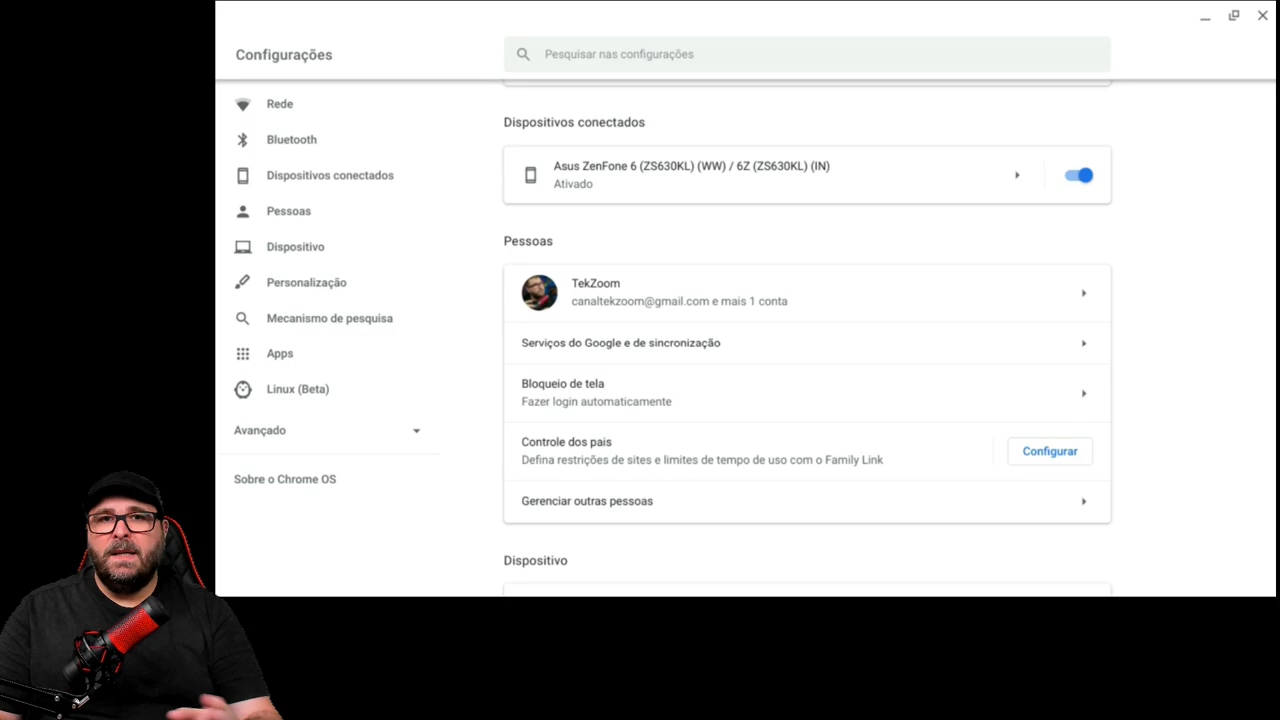 Configurações
Pesquisar nas configurações
Rede
Bluetooth
Dispositivos conectados
Pessoas
Dispositivo
Personalização
Mecanismo de pesquisa
Apps
Linux (Beta)
Avançado
Sobre o Chrome OS
Dispositivos conectados
Asus ZenFone 6 (ZS630KL) (WW) / 6Z (ZS630KL) (IN)
Ativado
Pessoas
TekZoom
canaltekzoom@gmail.com e mais 1 conta
Serviços do Google e de sincronização
Bloqueio de tela
Fazer login automaticamente
Controle dos pais
Defina restrições de sites e limites de tempo de uso com o Family Link
Configurar
Gerenciar outras pessoas
Dispositivo